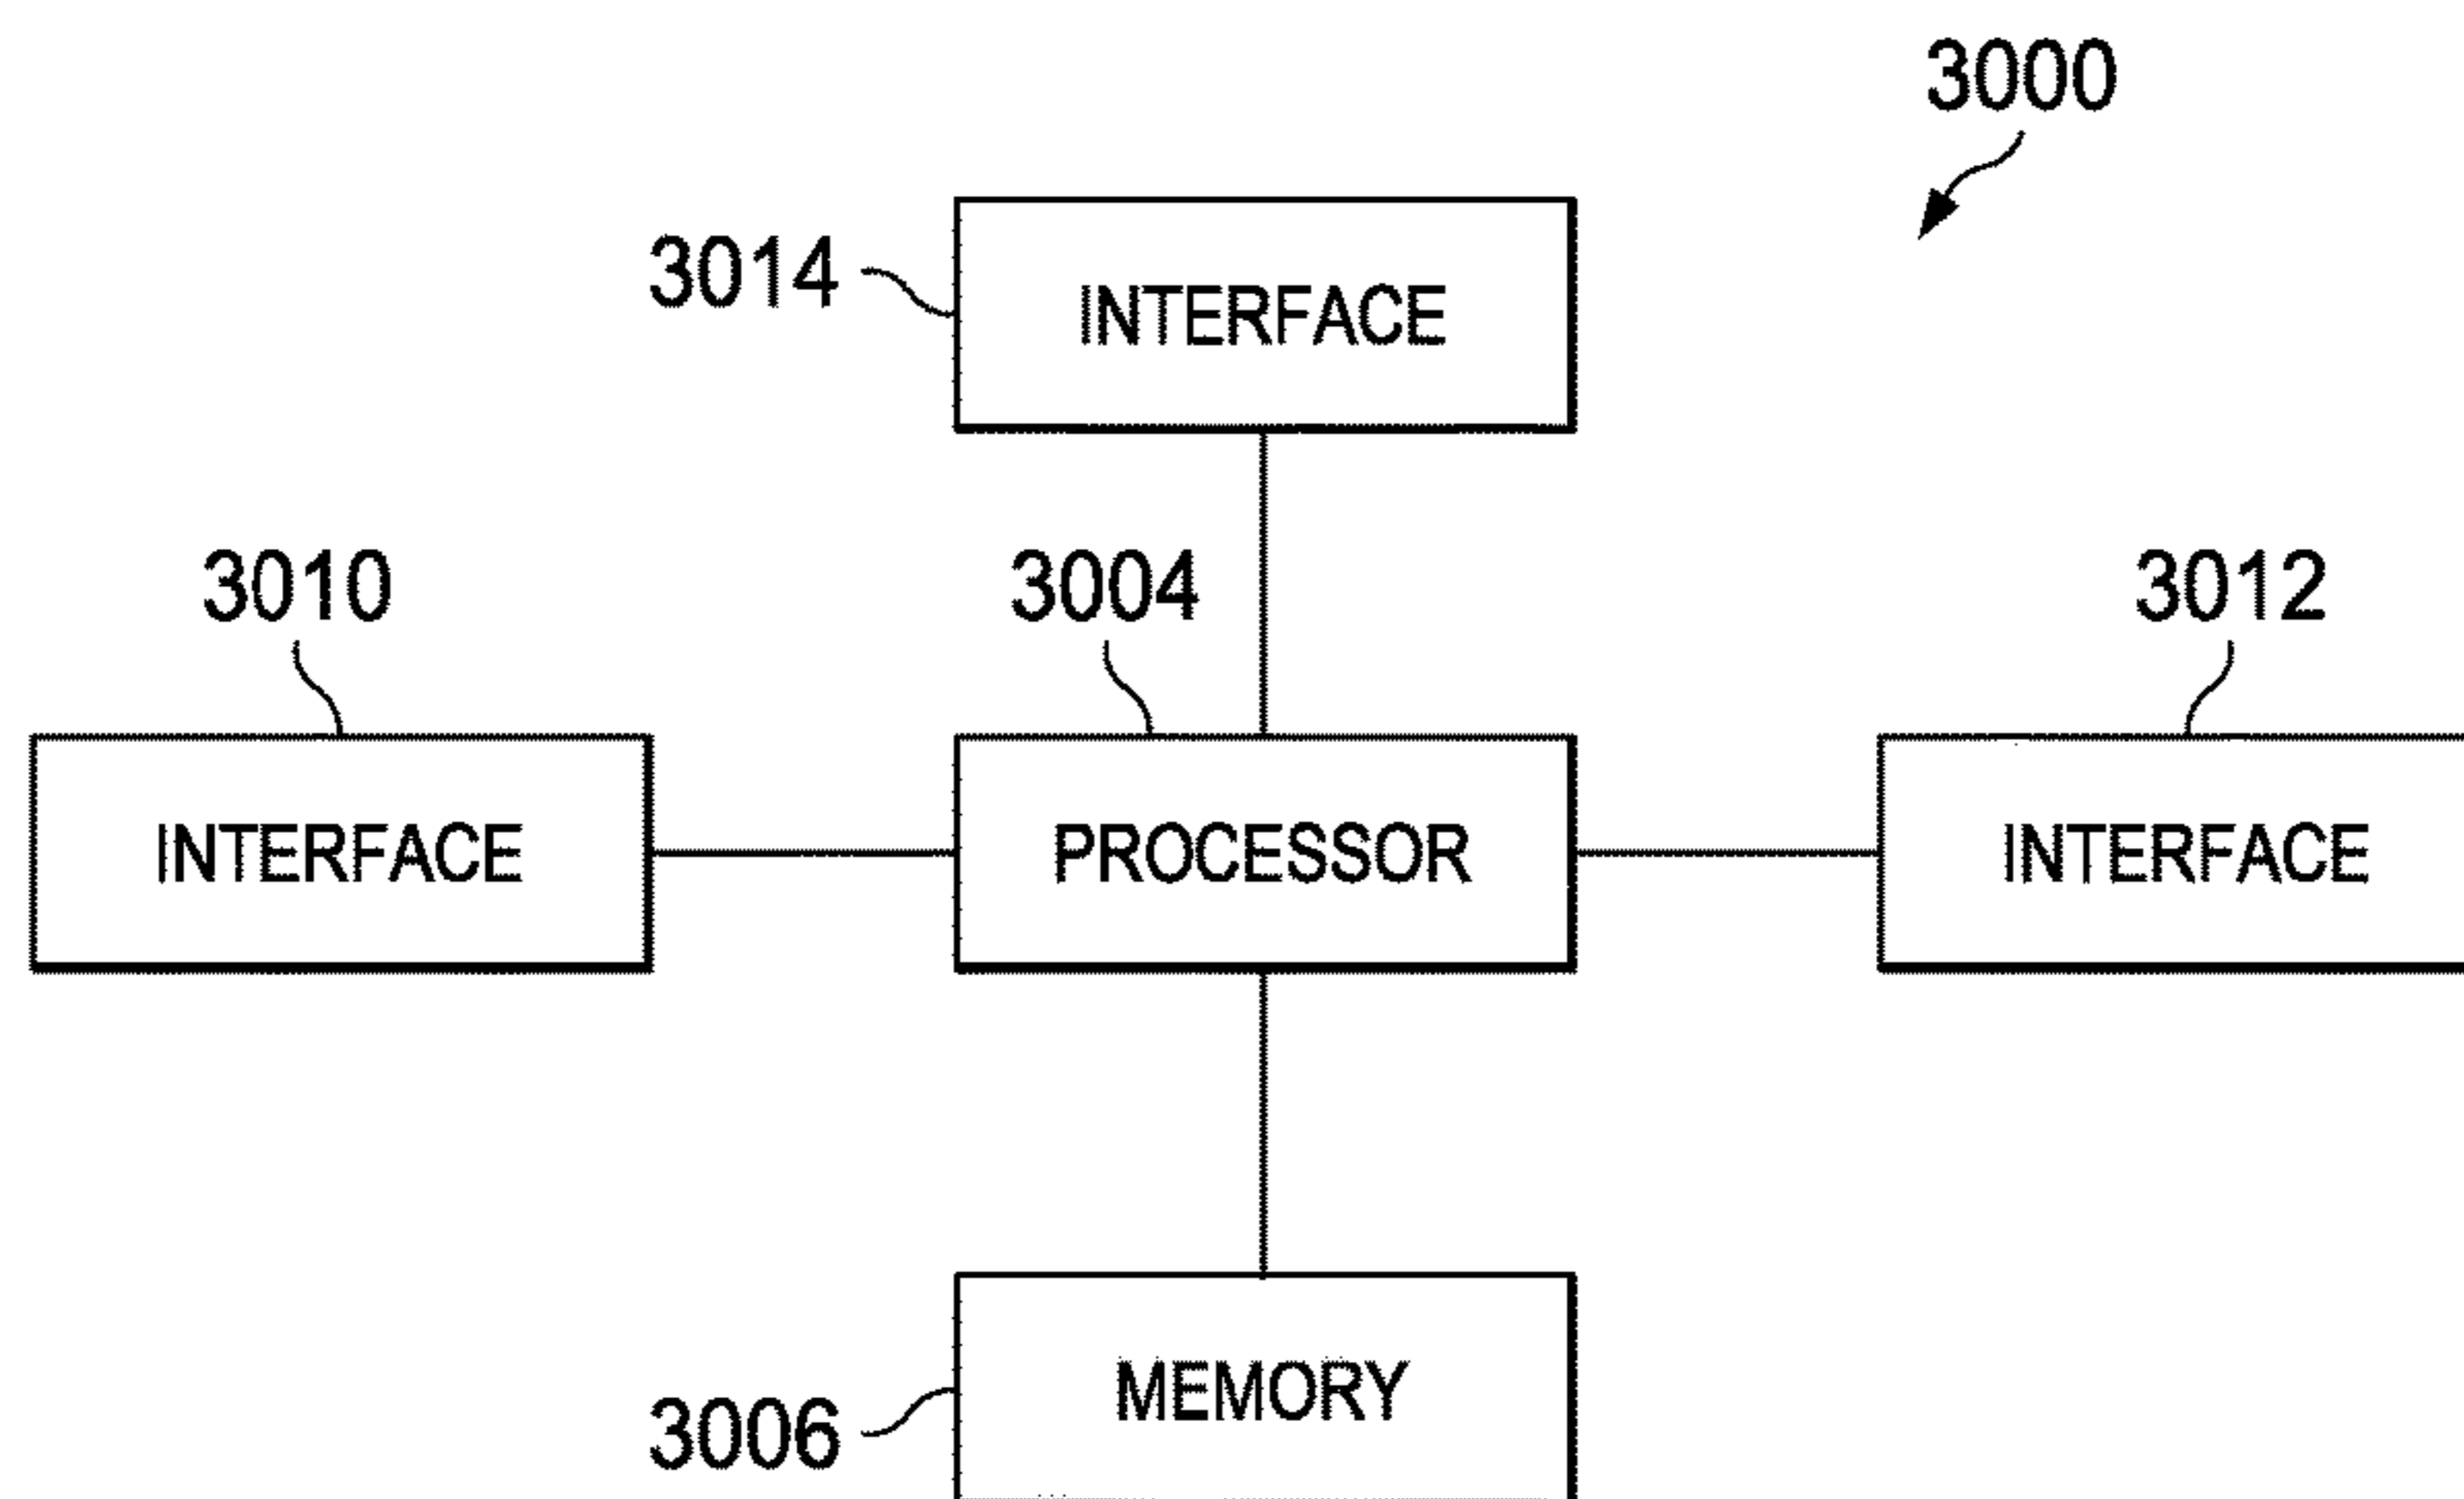 3000
3014
INTERFACE
3010
3004
3012
INTERFACE
PROCESSOR
INTERFACE
MEMORY
3006